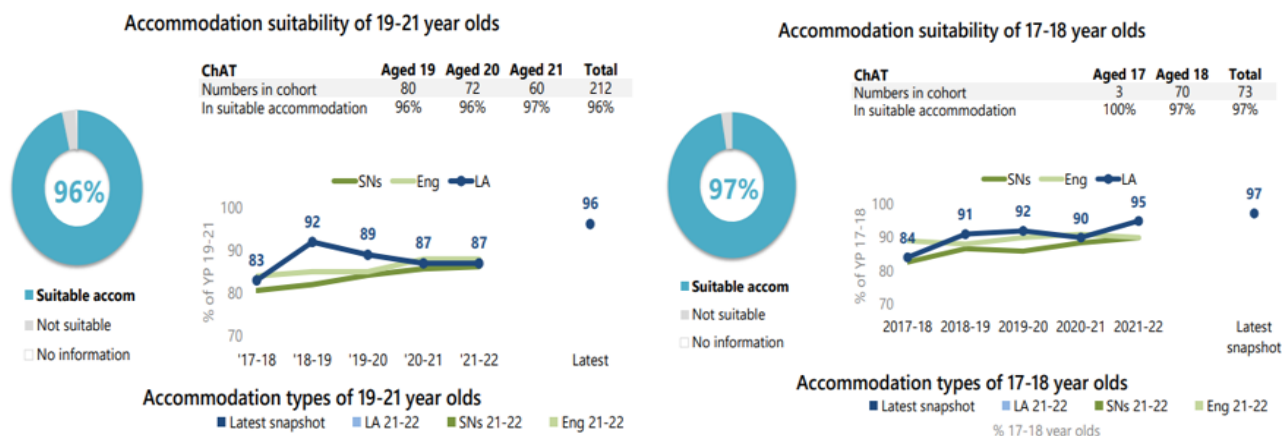 Accommodation suitability of 19-21 year olds
ChAT Aged 19 Aged 20 Aged 21 Total
Numbers in cohort 80 72 60 212
In suitable accommodation 96% 96% 97% 96%
96%
Suitable accom
Not suitable
No information
SNs Eng LA
% of YP 19-21
100
90
80
70
83 92 89 87 87 96
'17-18 '18-19 '19-20 '20-21 '21-22 Latest
Accommodation types of 19-21 year olds
Latest snapshot LA 21-22 SNs 21-22 Eng 21-22
Accommodation suitability of 17-18 year olds
ChAT Aged 17 Aged 18 Total
Numbers in cohort 3 70 73
In suitable accommodation 100% 97% 97%
97%
Suitable accom
Not suitable
No information
SNs Eng LA
% of YP 17-18
100
90
80
70
84 91 92 90 95 97
2017-18 2018-19 2019-20 2020-21 2021-22 Latest
snapshot
Accommodation types of 17-18 year olds
Latest snapshot LA 21-22 SNs 21-22 Eng 21-22
% 17-18 year olds